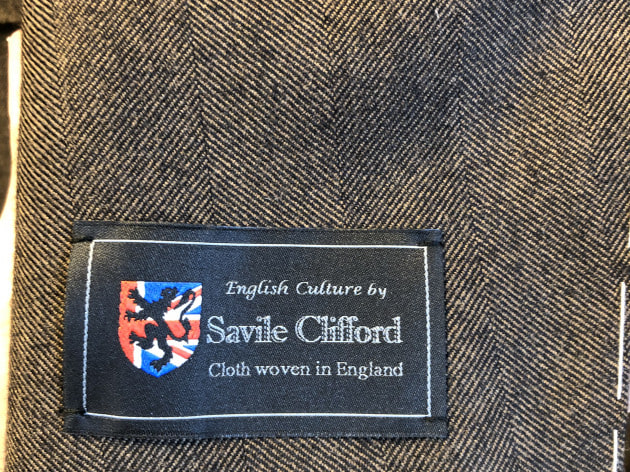 English Culture by
Savile Clifford
Cloth woven in England